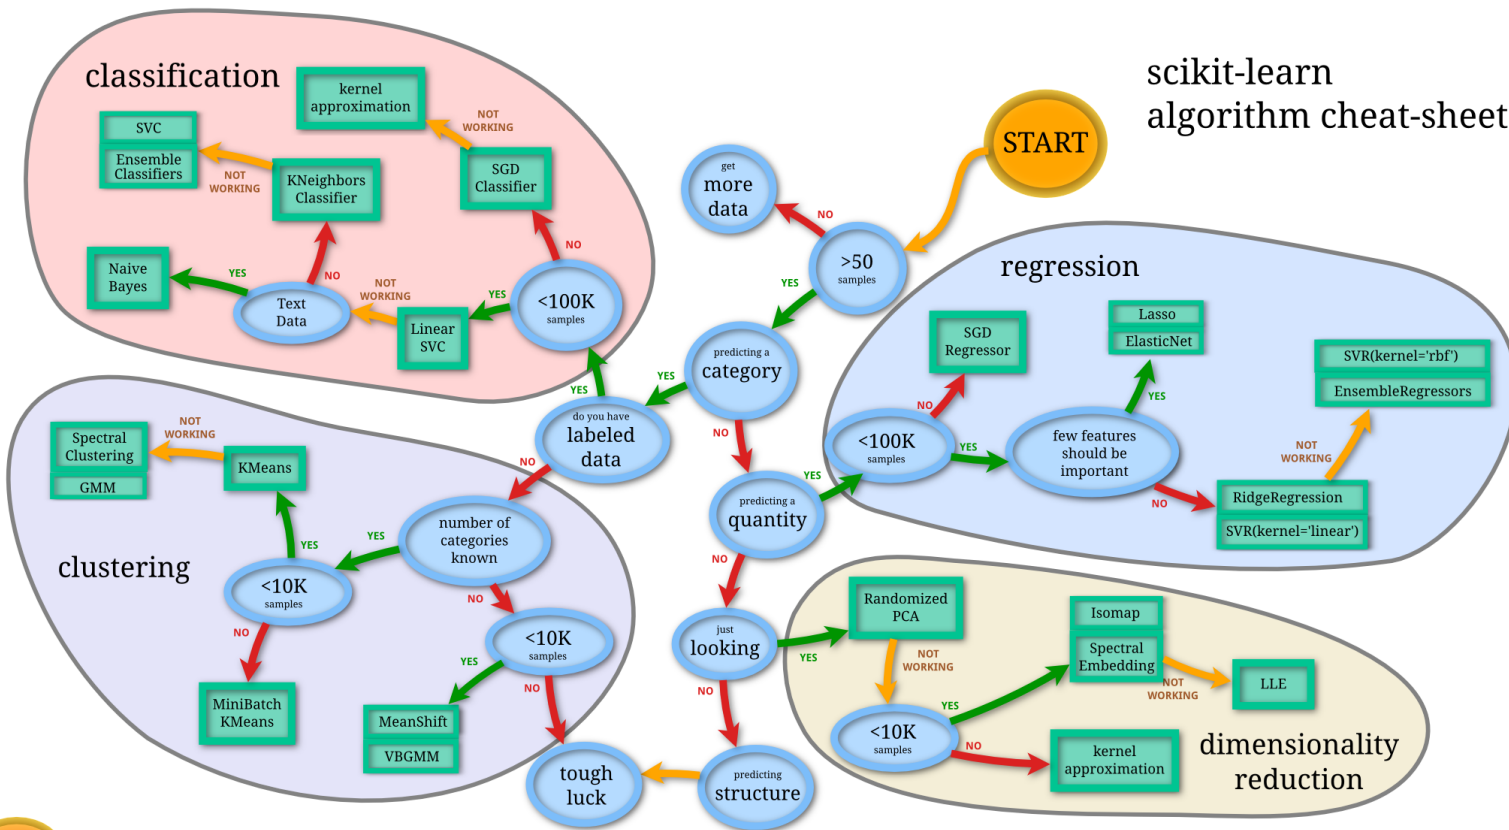 scikit-learn
algorithm cheat-sheet
START
classification
kernel
approximation
NOT
WORKING
SVC
Ensemble
Classifiers
NOT
WORKING
KNeighbors
Classifier
SGD
Classifier
NO
Naive
Bayes
YES
NO
Text
Data
NOT
WORKING
Linear
SVC
YES
<100K
samples
YES
get
more
data
NO
>50
samples
YES
predicting a
category
YES
NO
do you have
labeled
data
NO
predicting a
quantity
YES
NO
just
looking
YES
NO
predicting
structure
tough
luck
regression
SGD
Regressor
NO
<100K
samples
YES
Lasso
ElasticNet
YES
few features
should be
important
NO
SVR(kernel='rbf')
EnsembleRegressors
NOT
WORKING
RidgeRegression
SVR(kernel='linear')
clustering
Spectral
Clustering
GMM
NOT
WORKING
KMeans
YES
<10K
samples
NO
MiniBatch
KMeans
YES
number of
categories
known
NO
<10K
samples
YES
NO
MeanShift
VBGMM
dimensionality
reduction
Randomized
PCA
NOT
WORKING
<10K
samples
YES
NO
Isomap
Spectral
Embedding
NOT
WORKING
LLE
kernel
approximation